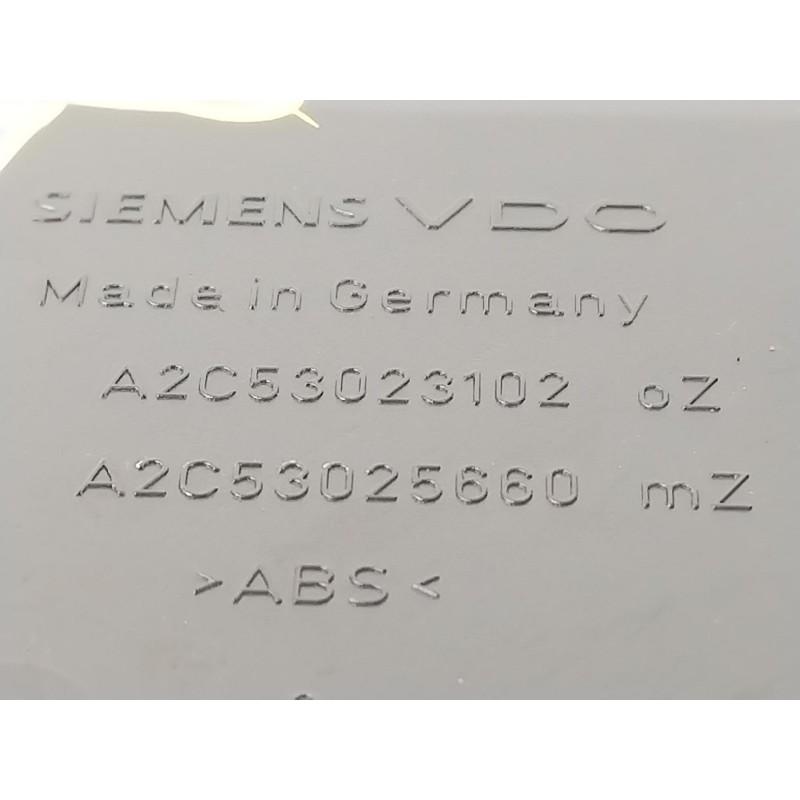 SIEMENS VDO
Made in Germany
A2C53023102 oZ
A2C53025660 mZ
>ABS<